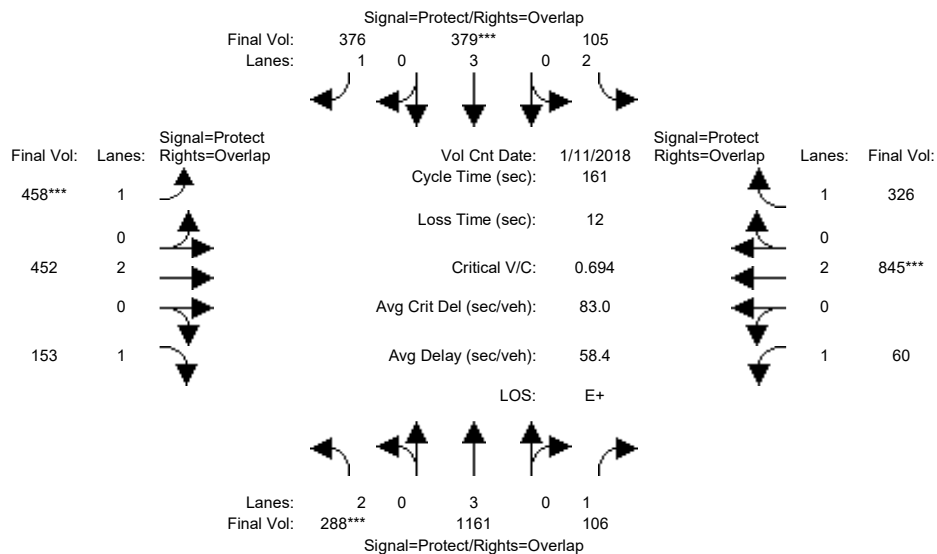 Signal=Protect/Rights=Overlap
Final Vol: 376 379*** 105
Lanes: 1 0 3 0 2
Signal=Protect
Final Vol: Lanes: Rights=Overlap
Vol Cnt Date: 1/11/2018
Signal=Protect
Rights=Overlap Lanes: Final Vol:
Cycle Time (sec): 161
458*** 1
1 326
Loss Time (sec): 12
0
0
452 2
Critical V/C: 0.694
2 845***
0
Avg Crit Del (sec/veh): 83.0
0
153 1
Avg Delay (sec/veh): 58.4
1 60
LOS: E+
Lanes: 2 0 3 0 1
Final Vol: 288*** 1161 106
Signal=Protect/Rights=Overlap